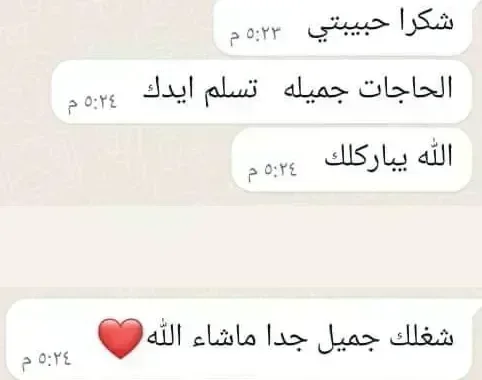 شكرا حبيبتي ٥:٢٣ م
الحاجات جميله تسلم ايدك ٥:٢٤ م
الله يباركلك ٥:٢٤ م
شغلك جميل جدا ماشاء الله❤️ ٥:٢٤ م